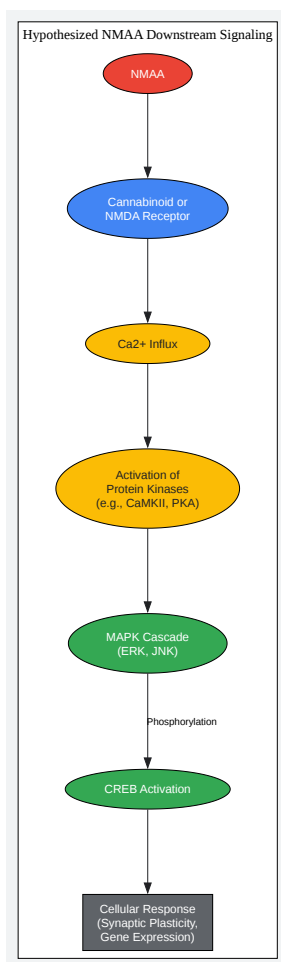 Hypothesized NMAA Downstream Signaling
NMAA
Cannabinoid or
NMDA Receptor
Ca2+ Influx
Activation of
Protein Kinases
(e.g., CaMKII, PKA)
MAPK Cascade
(ERK, JNK)
Phosphorylation
CREB Activation
Cellular Response
(Synaptic Plasticity,
Gene Expression)